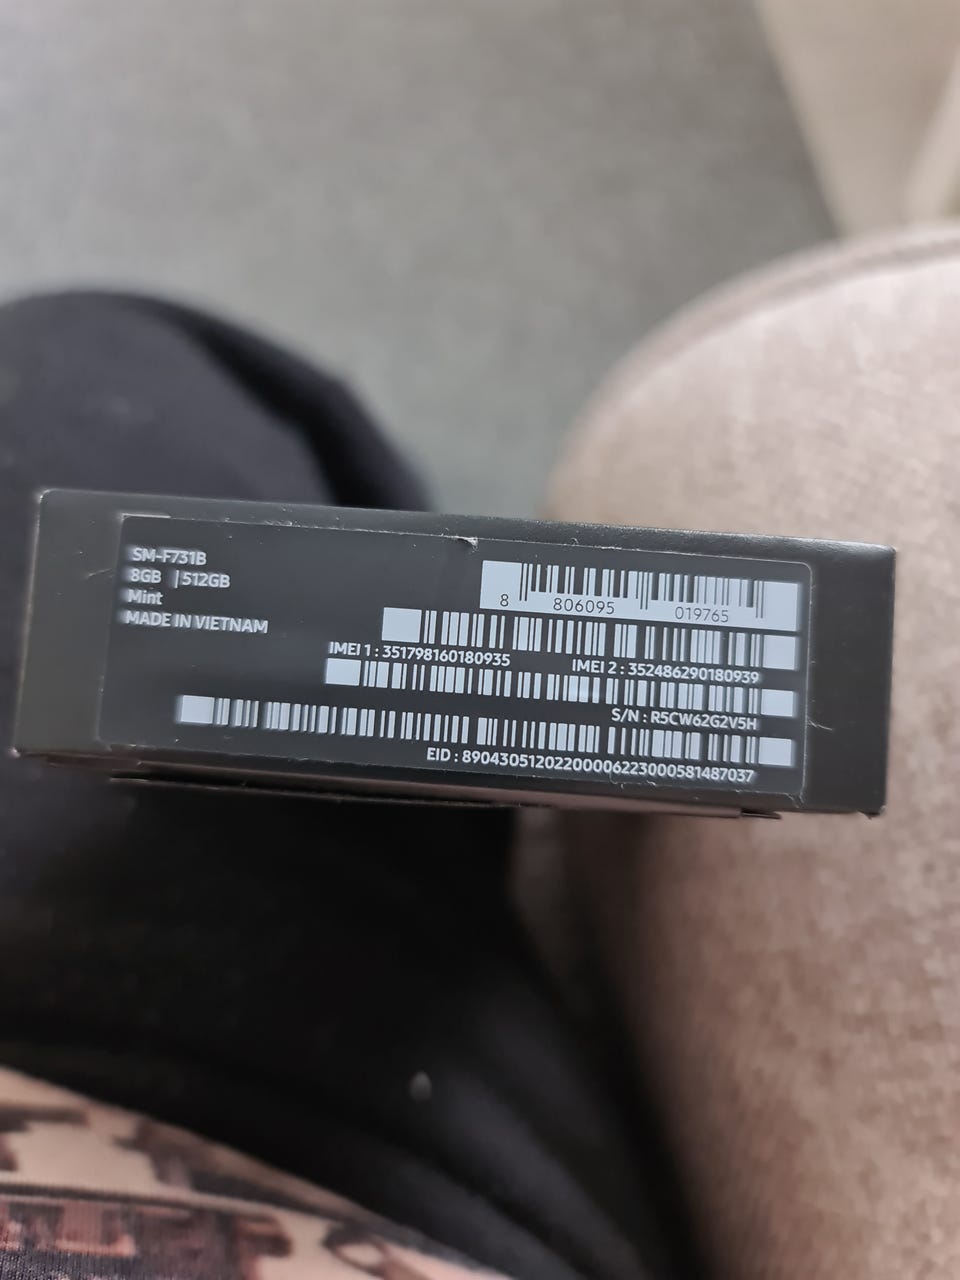 SM-F731B
8GB | 512GB
Mint
MADE IN VIETNAM
8 806095 019765
IMEI 1 : 351798160180935
IMEI 2 : 352486290180939
S/N : R5CW62G2V5H
EID : 89043051202200006223000581487037